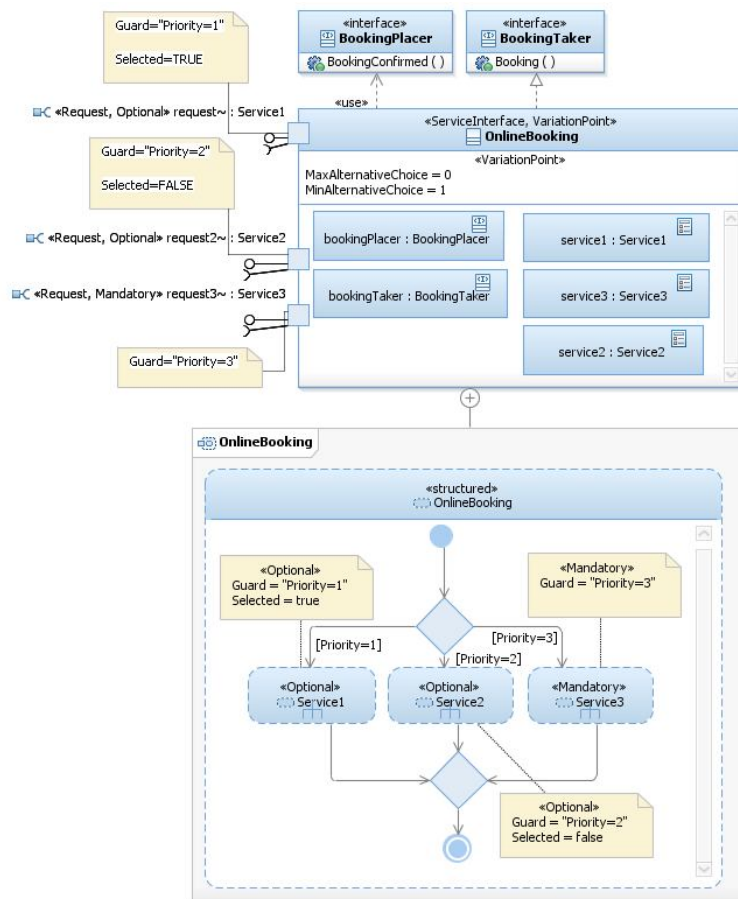 Guard="Priority=1"
Selected=TRUE
«interface»
BookingPlacer
BookingConfirmed ( )
«interface»
BookingTaker
Booking ( )
«use»
«Request, Optional» request~ : Service1
Guard="Priority=2"
Selected=FALSE
«Request, Optional» request2~ : Service2
«Request, Mandatory» request3~ : Service3
Guard="Priority=3"
«ServiceInterface, VariationPoint»
OnlineBooking
«VariationPoint»
MaxAlternativeChoice = 0
MinAlternativeChoice = 1
bookingPlacer : BookingPlacer
service1 : Service1
bookingTaker : BookingTaker
service3 : Service3
service2 : Service2
OnlineBooking
«structured»
OnlineBooking
«Optional»
Guard = "Priority=1"
Selected = true
«Mandatory»
Guard = "Priority=3"
[Priority=1]
[Priority=2]
[Priority=3]
«Optional»
Service1
«Optional»
Service2
«Mandatory»
Service3
«Optional»
Guard = "Priority=2"
Selected = false